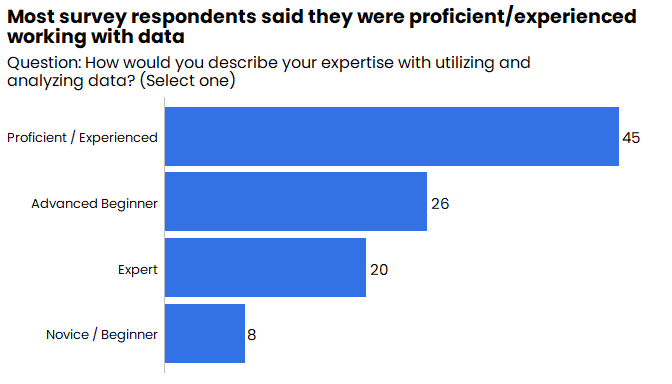 Most survey respondents said they were proficient/experienced
working with data
Question: How would you describe your expertise with utilizing and
analyzing data? (Select one)
Proficient / Experienced 45
Advanced Beginner 26
Expert 20
Novice / Beginner 8